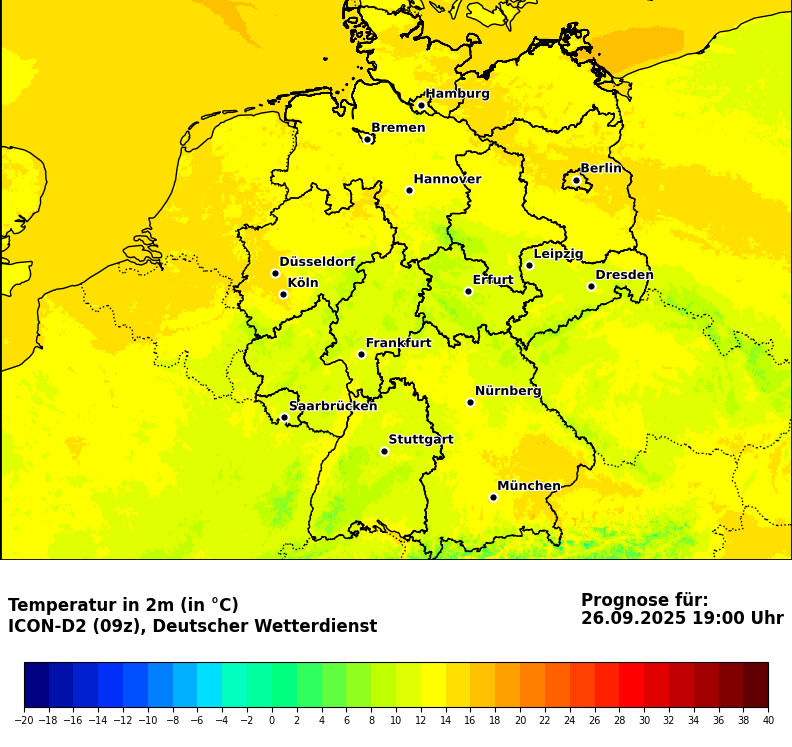 Hamburg
Bremen
Berlin
Hannover
Leipzig
Düsseldorf
Dresden
Erfurt
Köln
Frankfurt
Nürnberg
Saarbrücken
Stuttgart
München
Temperatur in 2m (in °C)
ICON-D2 (09z), Deutscher Wetterdienst
Prognose für:
26.09.2025 19:00 Uhr
−20 −18 −16 −14 −12 −10 −8 −6 −4 −2 0 2 4 6 8 10 12 14 16 18 20 22 24 26 28 30 32 34 36 38 40